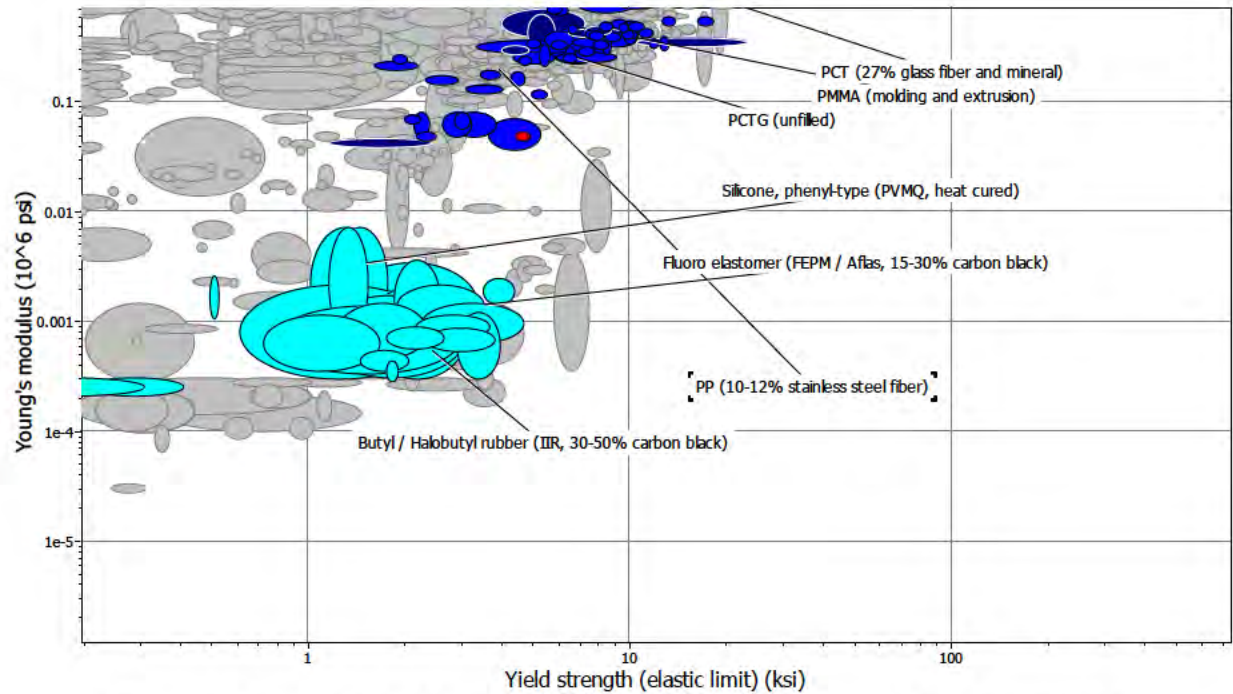 PCT (27% glass fiber and mineral)
PMMA (molding and extrusion)
0.1
PCTG (unfilled)
Silicone, phenyl-type (PVMQ, heat cured)
0.01
Fluoro elastomer (FEPM / Aflas, 15-30% carbon black)
0.001
PP (10-12% stainless steel fiber)
1e-4
Butyl / Halobutyl rubber (IIR, 30-50% carbon black)
1e-5
Young's modulus (10^6 psi)
1
10
100
Yield strength (elastic limit) (ksi)